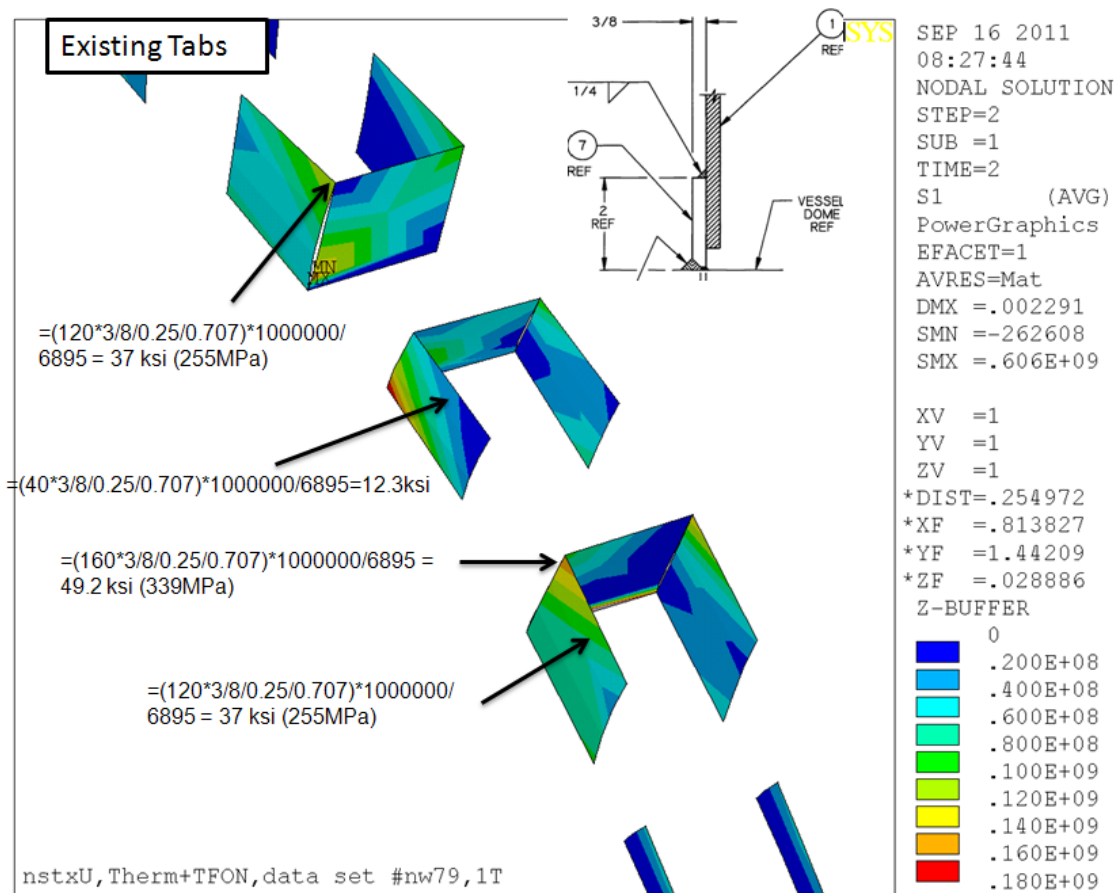 Existing Tabs
3/8
1
REF
SYS
1/4
7
REF
2
REF
VESSEL
DOME
REF
MN
MX
=(120*3/8/0.25/0.707)*1000000/
6895 = 37 ksi (255MPa)
=(40*3/8/0.25/0.707)*1000000/6895=12.3ksi
=(160*3/8/0.25/0.707)*1000000/6895 =
49.2 ksi (339MPa)
=(120*3/8/0.25/0.707)*1000000/
6895 = 37 ksi (255MPa)
nstxU,Therm+TFON,data set #nw79,1T
SEP 16 2011
08:27:44
NODAL SOLUTION
STEP=2
SUB =1
TIME=2
S1 (AVG)
PowerGraphics
EFACET=1
AVRES=Mat
DMX =.002291
SMN =-262608
SMX =.606E+09
XV =1
YV =1
ZV =1
*DIST=.254972
*XF =.813827
*YF =1.44209
*ZF =.028886
Z-BUFFER
0
.200E+08
.400E+08
.600E+08
.800E+08
.100E+09
.120E+09
.140E+09
.160E+09
.180E+09